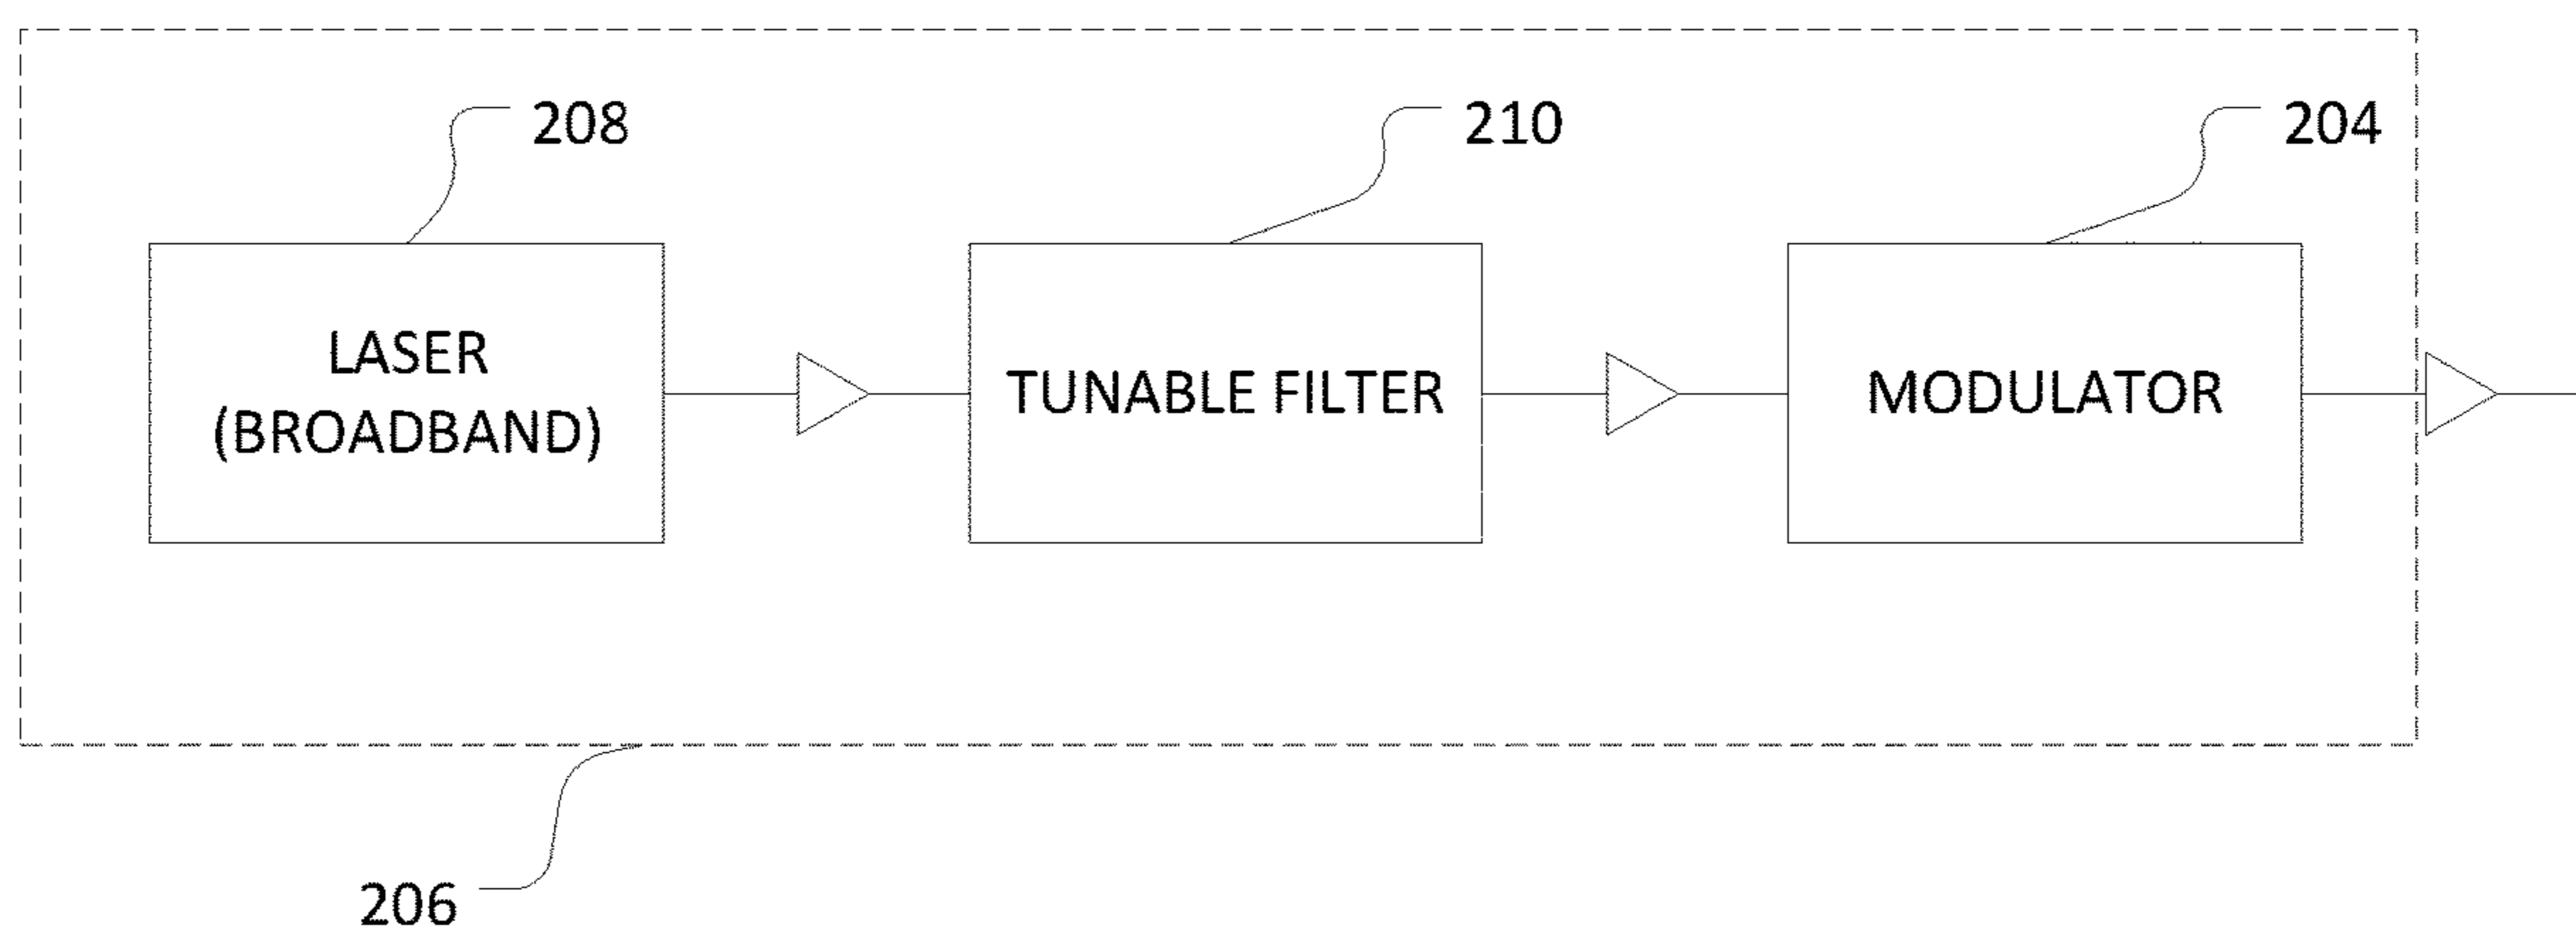 208
210
204
LASER
(BROADBAND)
TUNABLE FILTER
MODULATOR
206